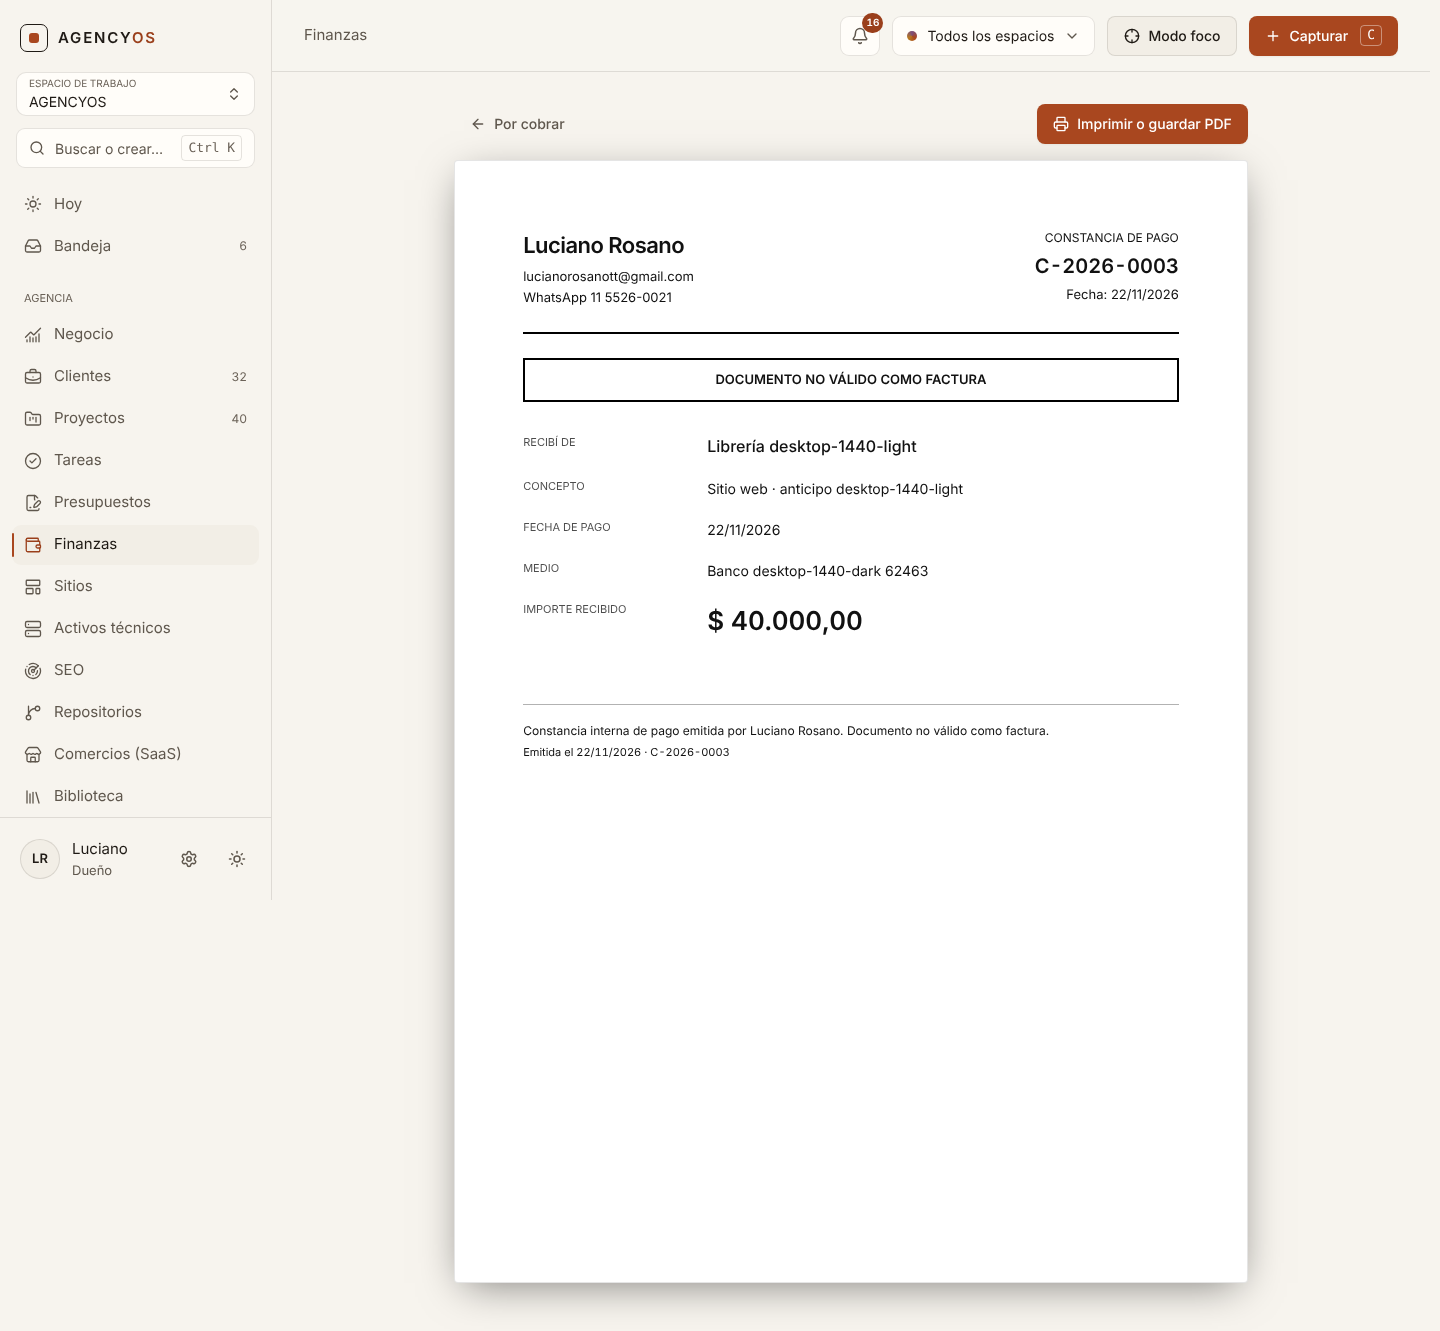 AGENCYOS
ESPACIO DE TRABAJO
AGENCYOS
Buscar o crear...
Ctrl K
Hoy
Bandeja 6
AGENCIA
Negocio
Clientes 32
Proyectos 40
Tareas
Presupuestos
Finanzas
Sitios
Activos técnicos
SEO
Repositorios
Comercios (SaaS)
Biblioteca
LR
Luciano
Dueño
Finanzas
16
Todos los espacios
Modo foco
Capturar C
Por cobrar
Imprimir o guardar PDF
Luciano Rosano
lucianorosanott@gmail.com
WhatsApp 11 5526-0021
CONSTANCIA DE PAGO
C-2026-0003
Fecha: 22/11/2026
DOCUMENTO NO VÁLIDO COMO FACTURA
RECIBÍ DE
Librería desktop-1440-light
CONCEPTO
Sitio web · anticipo desktop-1440-light
FECHA DE PAGO
22/11/2026
MEDIO
Banco desktop-1440-dark 62463
IMPORTE RECIBIDO
$ 40.000,00
Constancia interna de pago emitida por Luciano Rosano. Documento no válido como factura.
Emitida el 22/11/2026 · C-2026-0003